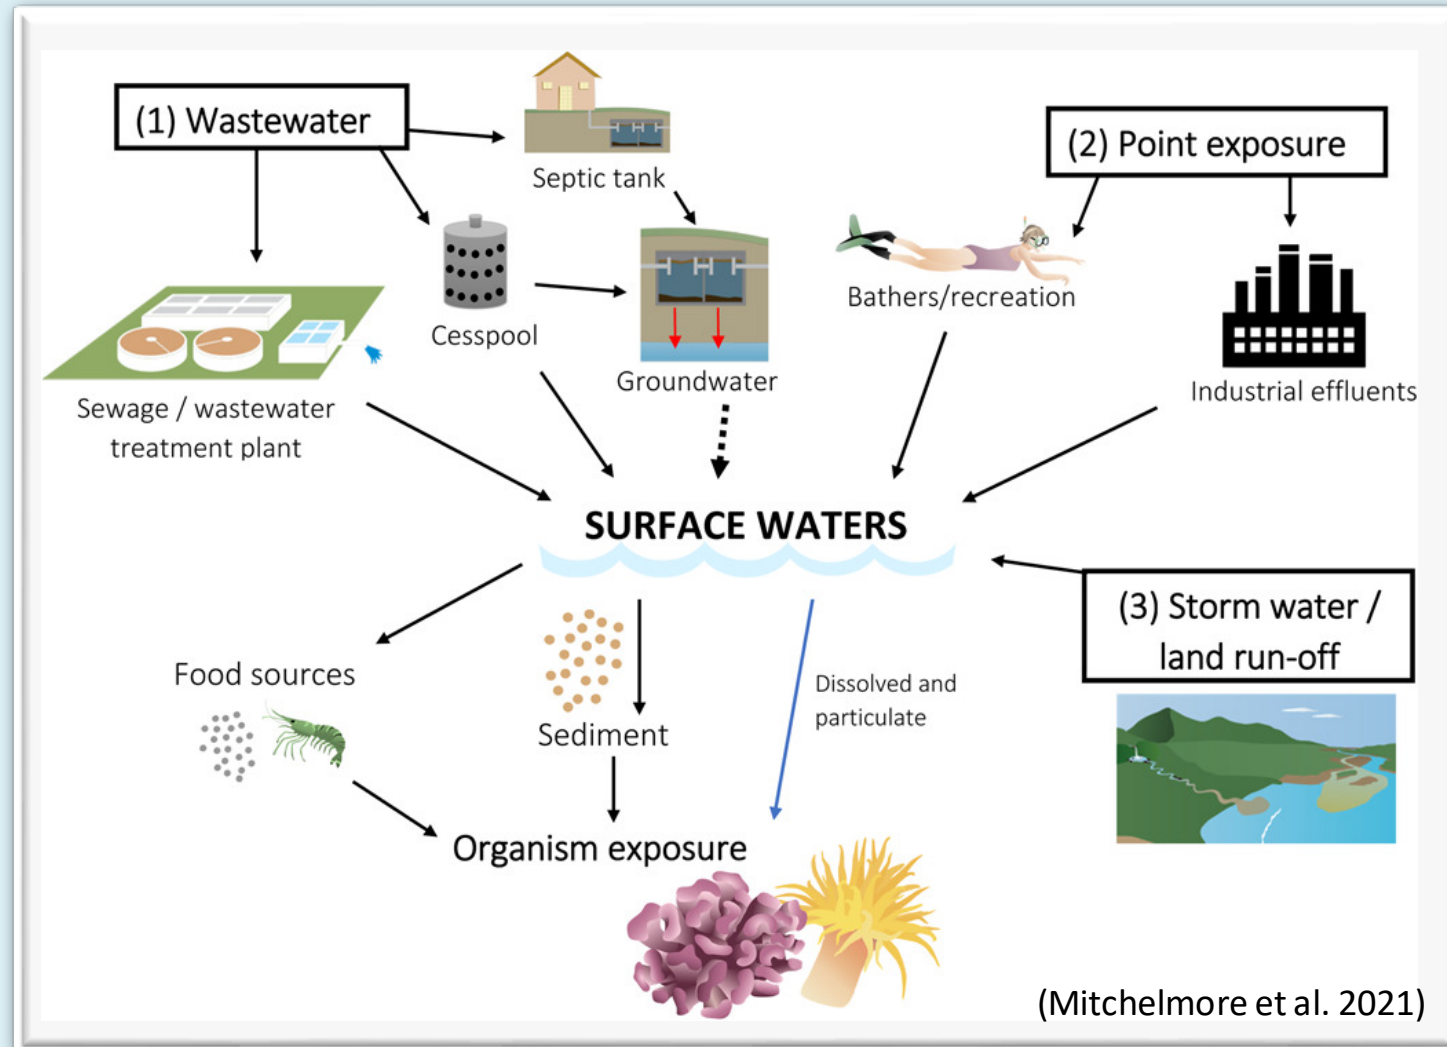 (1) Wastewater
Septic tank
(2) Point exposure
Cesspool
Groundwater
Bathers/recreation
Industrial effluents
Sewage / wastewater
treatment plant
SURFACE WATERS
(3) Storm water /
land run-off
Food sources
Sediment
Dissolved and
particulate
Organism exposure
(Mitchelmore et al. 2021)